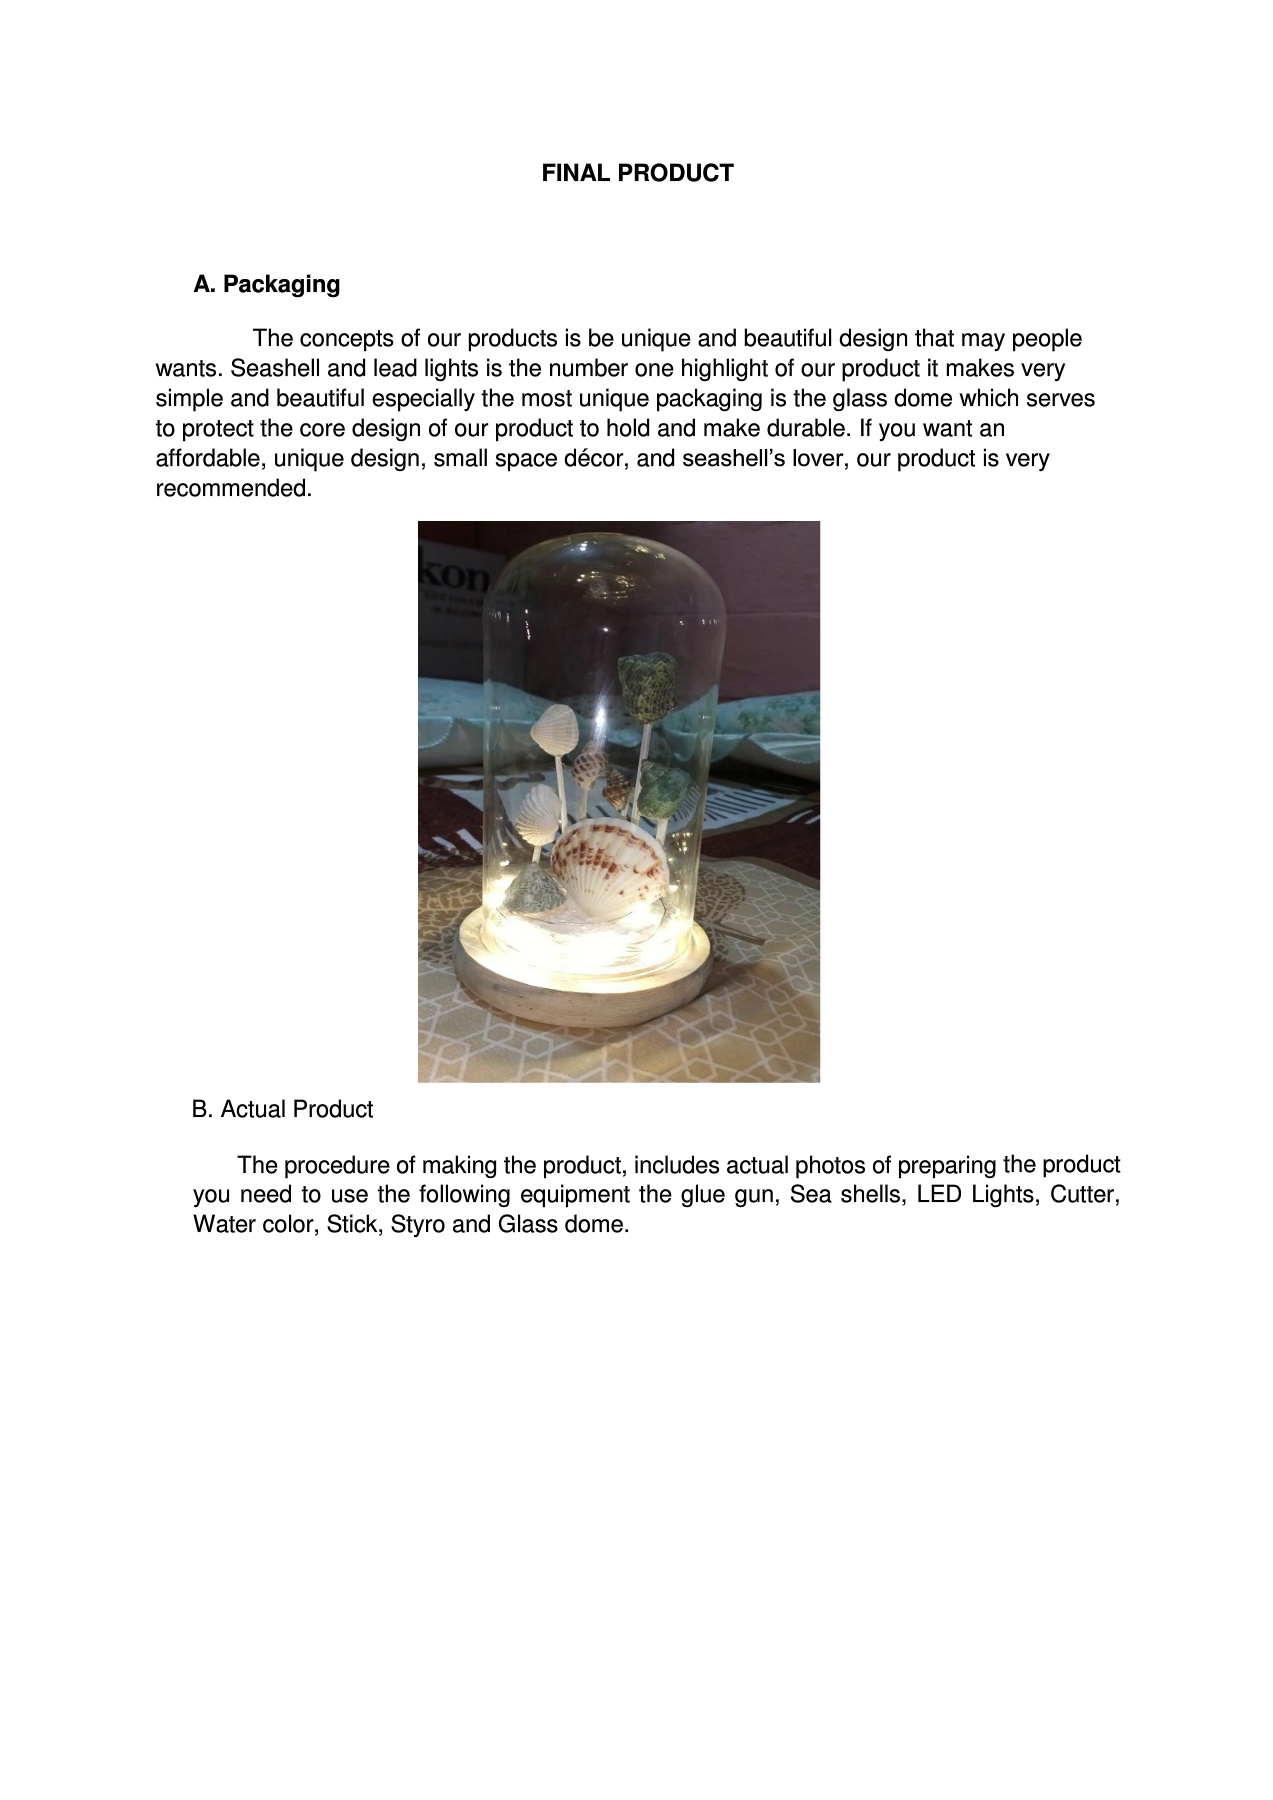 FINAL PRODUCT
A. Packaging
The concepts of our products is be unique and beautiful design that may people
wants. Seashell and lead lights is the number one highlight of our product it makes very
simple and beautiful especially the most unique packaging is the glass dome which serves
to protect the core design of our product to hold and make durable. If you want an
affordable, unique design, small space décor, and seashell’s lover, our product is very
recommended.
kon
B. Actual Product
The procedure of making the product, includes actual photos of preparing the product
you need to use the following equipment the glue gun, Sea shells, LED Lights, Cutter,
Water color, Stick, Styro and Glass dome.